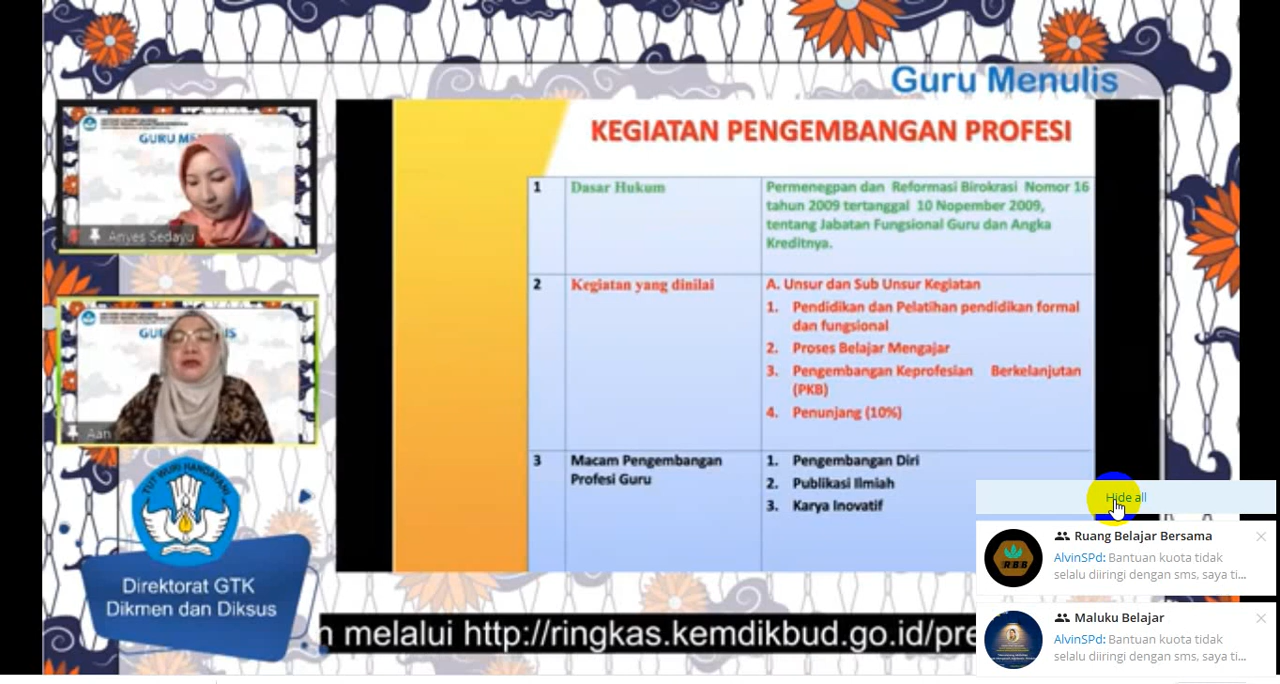 Guru Menulis
GURU ME
Anyes Sedayu
GU
IS
Aan
TUT WURI HANDAYANI
Direktorat GTK
Dikmen dan Diksus
KEGIATAN PENGEMBANGAN PROFESI
1
Dasar Hukum
Permenegpan dan Reformasi Birokrasi Nomor 16
tahun 2009 tertanggal 10 Nopember 2009,
tentang Jabatan Fungsional Guru dan Angka
Kreditnya.
2
Kegiatan yang dinilai
A. Unsur dan Sub Unsur Kegiatan
1. Pendidikan dan Pelatihan pendidikan formal
dan fungsional
2. Proses Belajar Mengajar
3. Pengembangan Keprofesian Berkelanjutan
(PKB)
4. Penunjang (10%)
3
Macam Pengembangan
Profesi Guru
1. Pengembangan Diri
2. Publikasi Ilmiah
3. Karya Inovatif
n melalui http://ringkas.kemdikbud.go.id/pre
Hide all
Ruang Belajar Bersama
RBB
AlvinSPd: Bantuan kuota tidak
selalu diiringi dengan sms, saya ti...
Maluku Belajar
AlvinSPd: Bantuan kuota tidak
selalu diiringi dengan sms, saya ti...